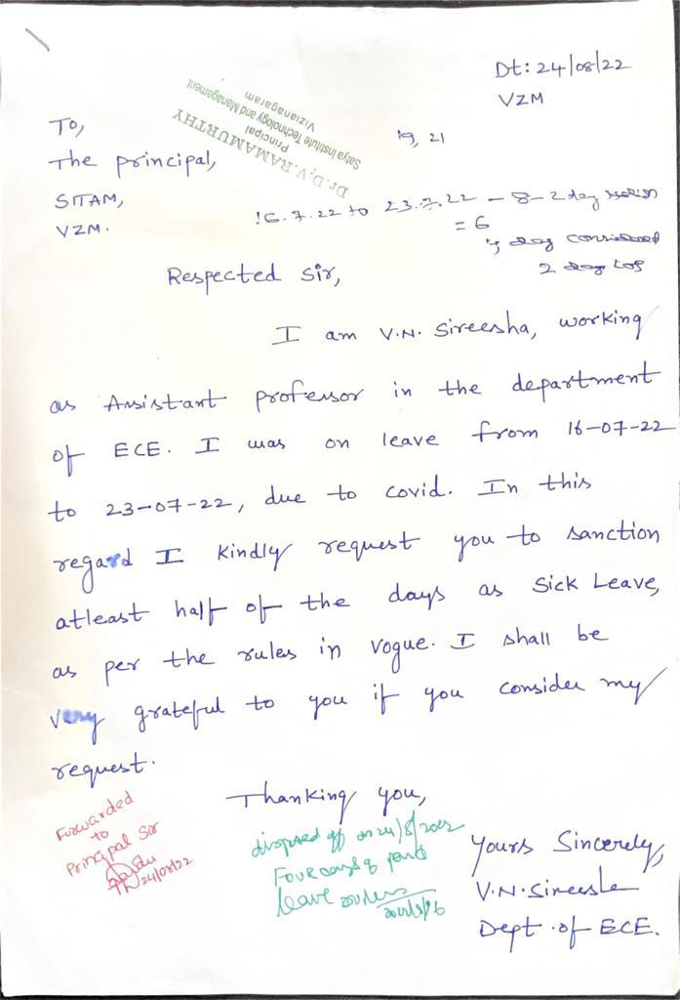 Dt: 24/08/22
VZM
Dr. D.V. RAMAMURTHY
Principal
Satya Institute Technology and Management
Vizianagaram
To,
The principal,
SITAM,
VZM.
19, 21
16.7.22 to 23.7.22 - 8 - 2 day
= 6
day considered
2 day LOP
Respected Sir,
I am V.N. Sireesha, working
as Assistant professor in the department
of ECE. I was on leave from 16-07-22
to 23-07-22, due to covid. In this
regard I kindly request you to sanction
atleast half of the days as Sick Leave,
as per the rules in vogue. I shall be
very grateful to you if you consider my
request.
Thanking you,
Forwarded
to
Principal Sir
24/08/22
disposed off on 24/8/2022
Four days of paid
leave
Yours Sincerely,
V.N. Sireesha
Dept. of ECE.